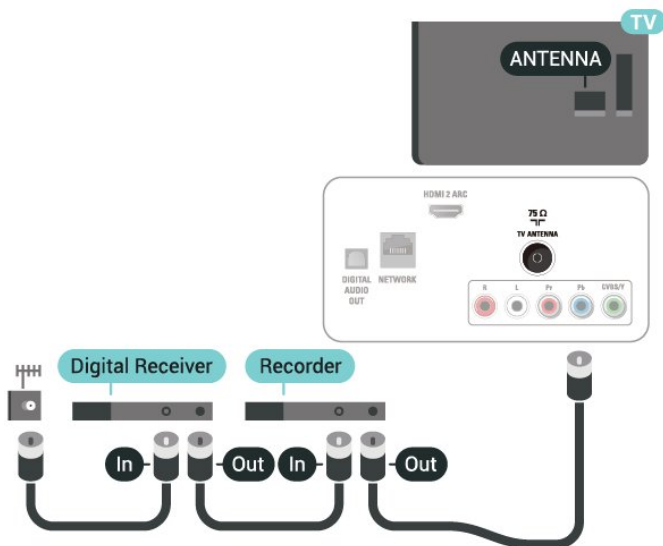 TV
ANTENNA
HDMI 2 ARC
75 Ω
TV ANTENNA
DIGITAL
AUDIO
OUT
NETWORK
R L Pr Pb CVBS/Y
Digital Receiver
Recorder
In
Out
In
Out